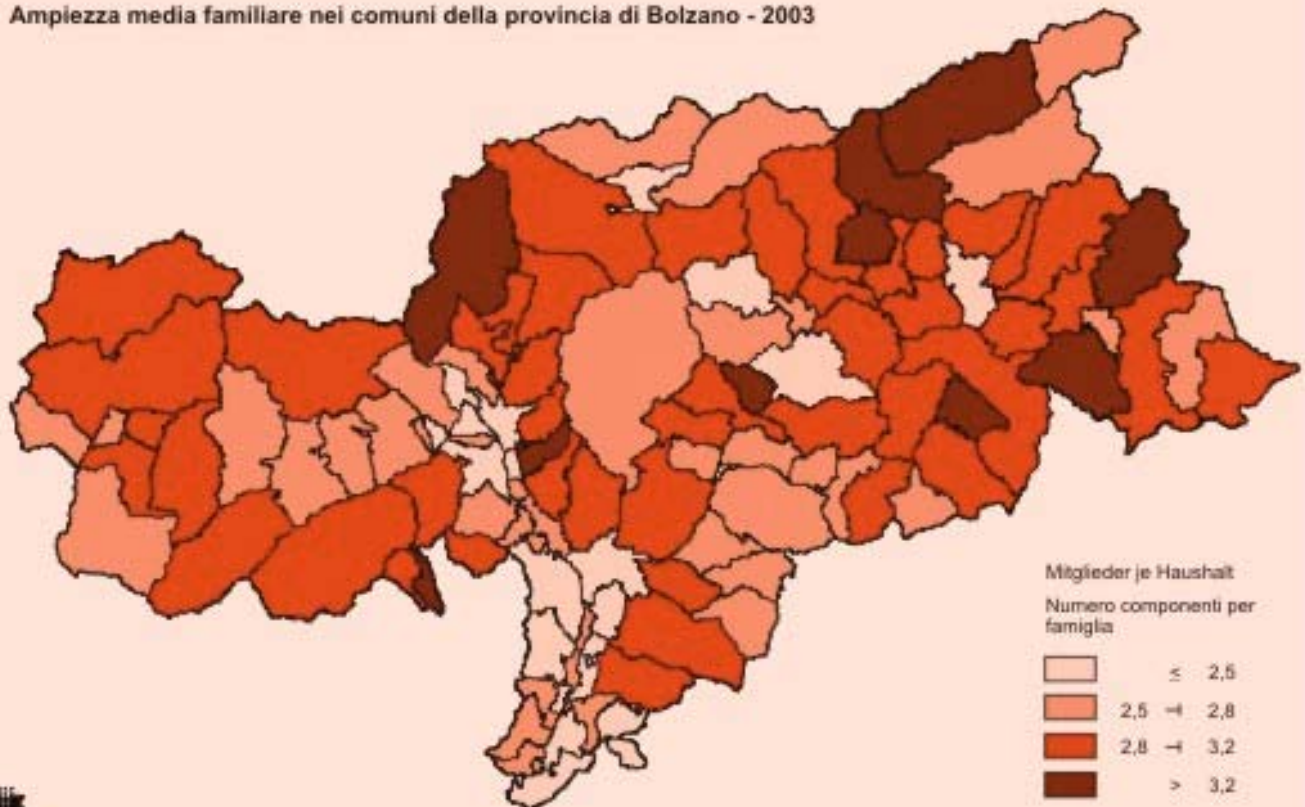 Ampiezza media familiare nei comuni della provincia di Bolzano - 2003
Mitglieder je Haushalt
Numero componenti per
famiglia
≤ 2,5
2,5 ⊣ 2,8
2,8 ⊣ 3,2
> 3,2